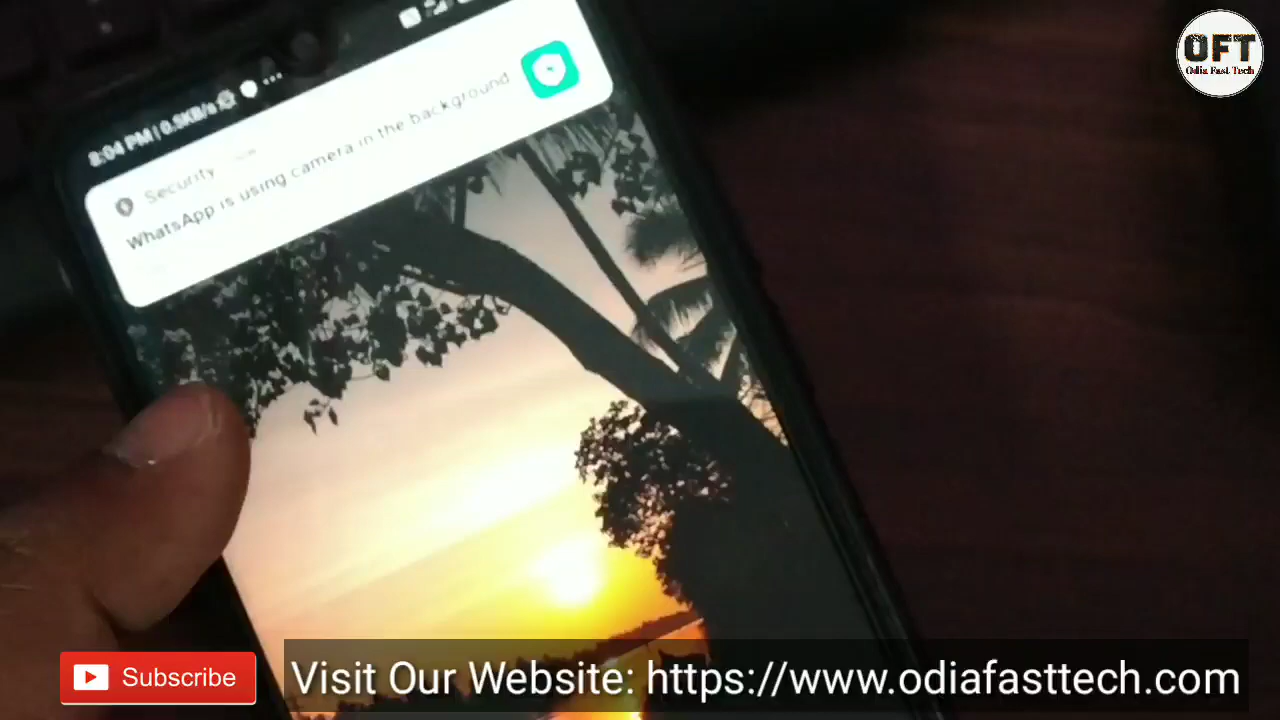 OFT
Odia Fast Tech
8:04 PM | 0.3KB/s
Security
WhatsApp is using camera in the background
Subscribe
Visit Our Website: https://www.odiafasttech.com